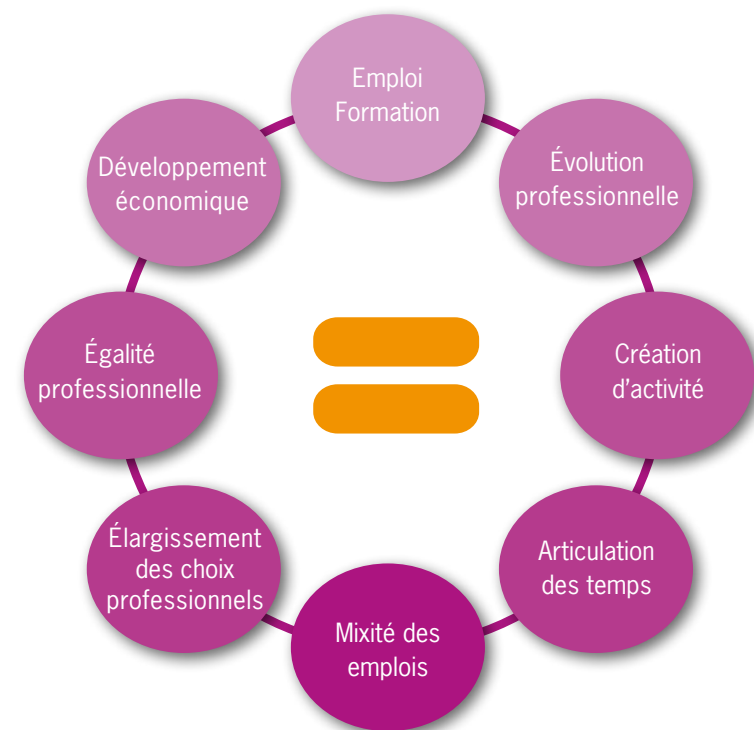 Emploi
Formation
Évolution
professionnelle
Création
d'activité
Articulation
des temps
Mixité des
emplois
Élargissement
des choix
professionnels
Égalité
professionnelle
Développement
économique